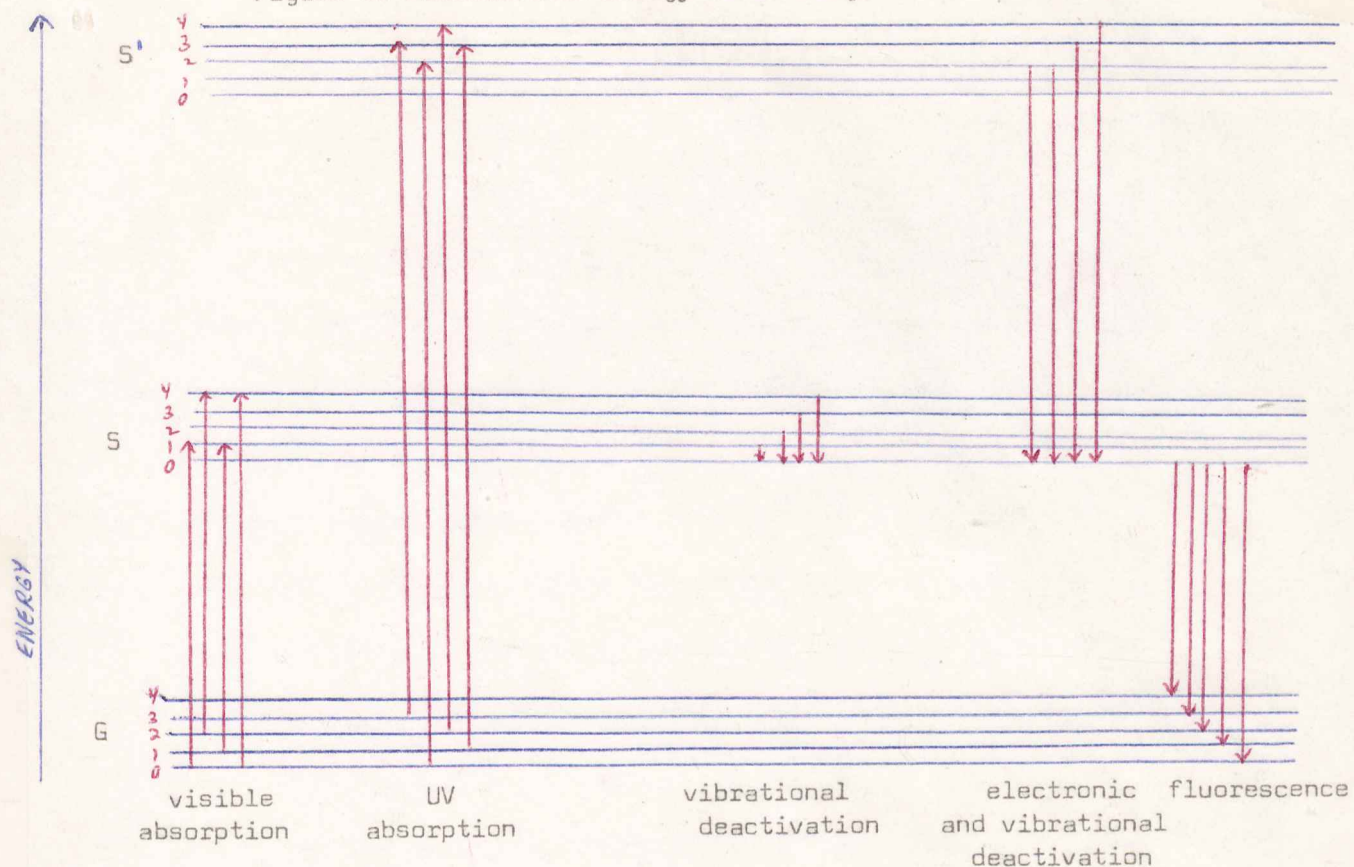 S'
4
3
2
1
0
S
4
3
2
1
0
ENERGY
G
4
3
2
1
0
visible
absorption
UV
absorption
vibrational
deactivation
electronic
and vibrational
deactivation
fluorescence